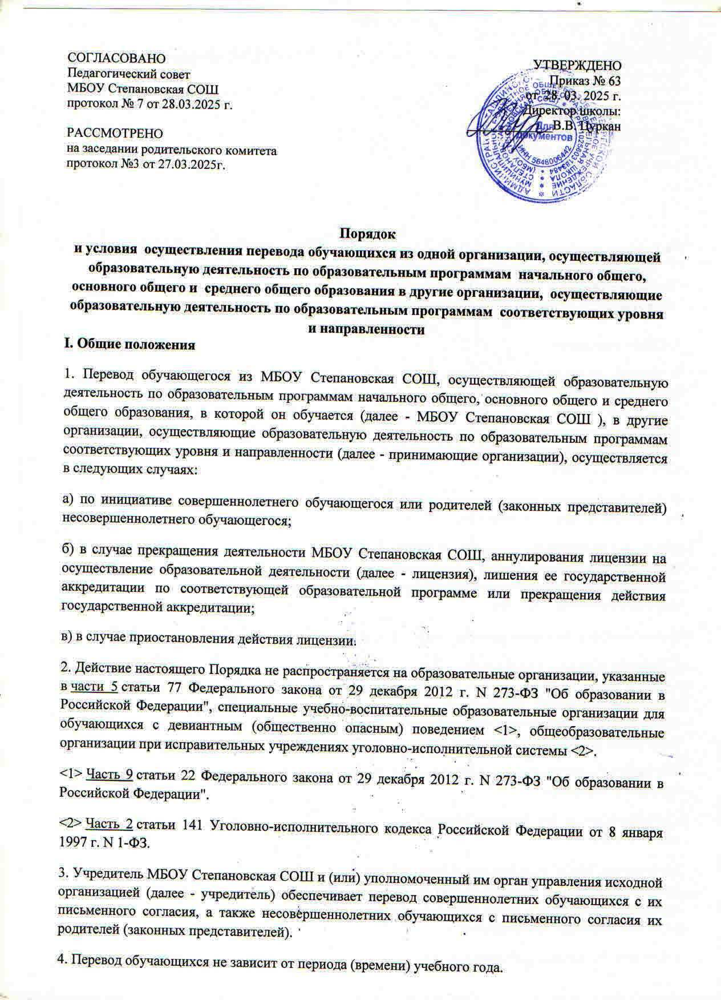 СОГЛАСОВАНО
Педагогический совет
МБОУ Степановская СОШ
протокол № 7 от 28.03.2025 г.
РАССМОТРЕНО
на заседании родительского комитета
протокол №3 от 27.03.2025г.
УТВЕРЖДЕНО
Приказ № 63
от 28. 03. 2025 г.
Директор школы:
В.В. Цуркан
Для
документов
ИНН 5648006442
Порядок
и условия осуществления перевода обучающихся из одной организации, осуществляющей
образовательную деятельность по образовательным программам начального общего,
основного общего и среднего общего образования в другие организации, осуществляющие
образовательную деятельность по образовательным программам соответствующих уровня
и направленности
I. Общие положения
1. Перевод обучающегося из МБОУ Степановская СОШ, осуществляющей образовательную
деятельность по образовательным программам начального общего, основного общего и среднего
общего образования, в которой он обучается (далее - МБОУ Степановская СОШ ), в другие
организации, осуществляющие образовательную деятельность по образовательным программам
соответствующих уровня и направленности (далее - принимающие организации), осуществляется
в следующих случаях:
а) по инициативе совершеннолетнего обучающегося или родителей (законных представителей)
несовершеннолетнего обучающегося;
б) в случае прекращения деятельности МБОУ Степановская СОШ, аннулирования лицензии на
осуществление образовательной деятельности (далее - лицензия), лишения ее государственной
аккредитации по соответствующей образовательной программе или прекращения действия
государственной аккредитации;
в) в случае приостановления действия лицензии.
2. Действие настоящего Порядка не распространяется на образовательные организации, указанные
в части 5 статьи 77 Федерального закона от 29 декабря 2012 г. N 273-ФЗ "Об образовании в
Российской Федерации", специальные учебно-воспитательные образовательные организации для
обучающихся с девиантным (общественно опасным) поведением <1>, общеобразовательные
организации при исправительных учреждениях уголовно-исполнительной системы <2>.
<1> Часть 9 статьи 22 Федерального закона от 29 декабря 2012 г. N 273-ФЗ "Об образовании в
Российской Федерации".
<2> Часть 2 статьи 141 Уголовно-исполнительного кодекса Российской Федерации от 8 января
1997 г. N 1-ФЗ.
3. Учредитель МБОУ Степановская СОШ и (или) уполномоченный им орган управления исходной
организацией (далее - учредитель) обеспечивает перевод совершеннолетних обучающихся с их
письменного согласия, а также несовершеннолетних обучающихся с письменного согласия их
родителей (законных представителей).
4. Перевод обучающихся не зависит от периода (времени) учебного года.